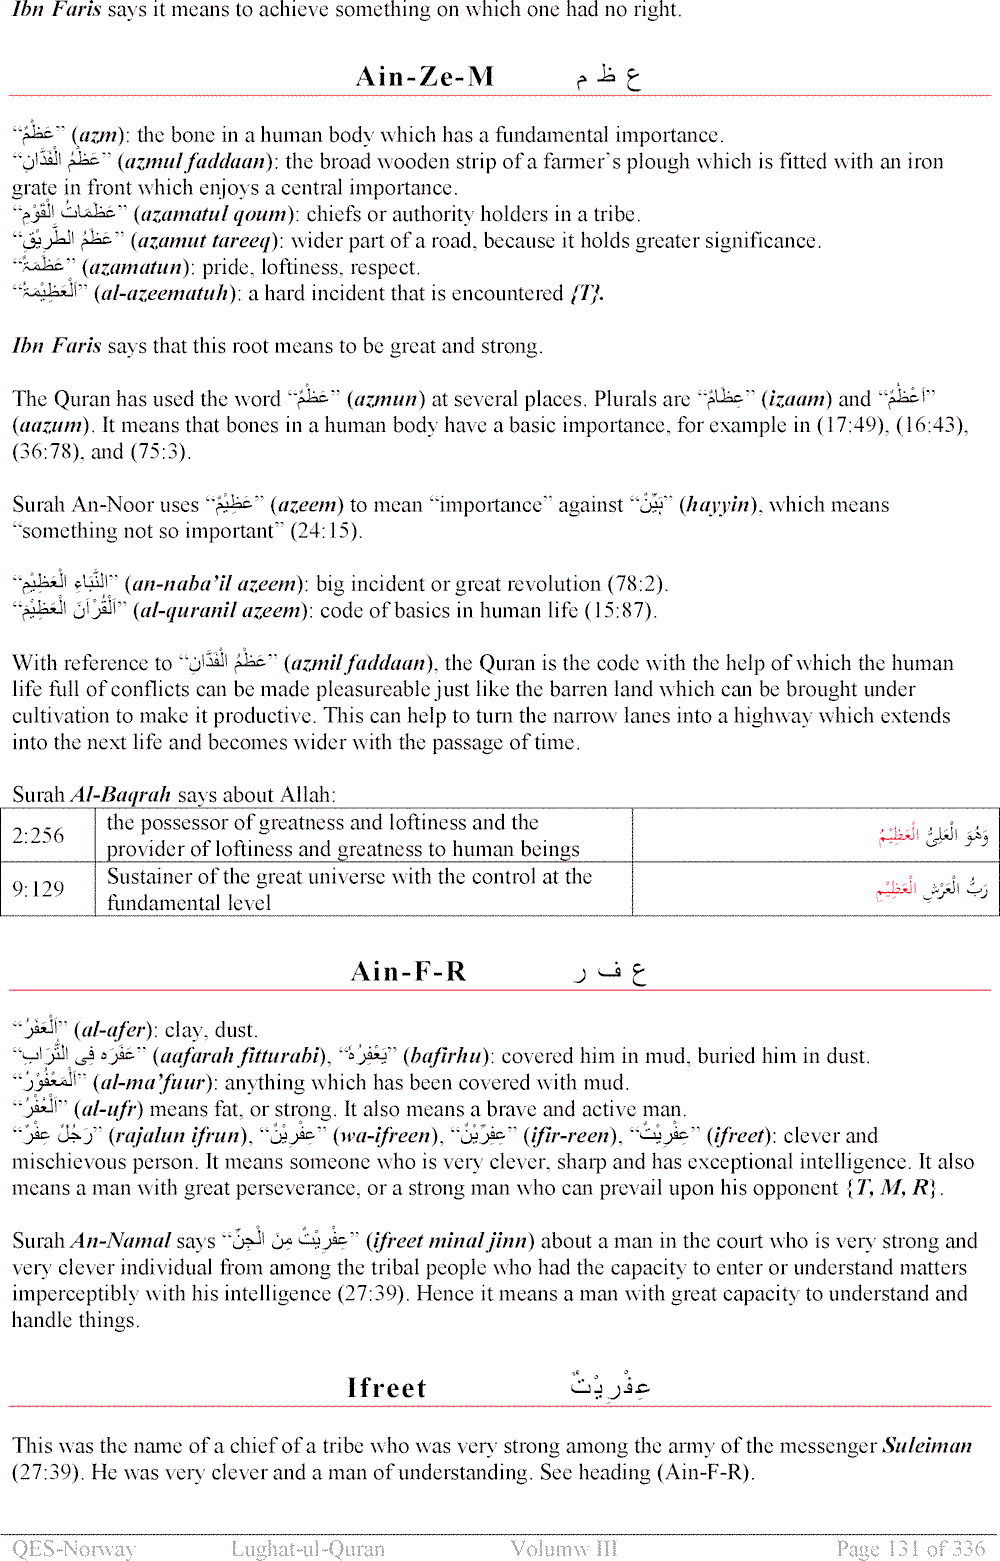 Ibn Faris says it means to achieve something on which one had no right.
Ain-Ze-M ع ظ م
“عَظْمٌ” (azm): the bone in a human body which has a fundamental importance.
“عَظْمُ الْفَدَّانِ” (azmul faddaan): the broad wooden strip of a farmer’s plough which is fitted with an iron
grate in front which enjoys a central importance.
“عَظَمَاتُ الْقَوْمِ” (azamatul qoum): chiefs or authority holders in a tribe.
“عَظَمُ الطَّرِيْقِ” (azamut tareeq): wider part of a road, because it holds greater significance.
“عَظَمَۃٌ” (azamatun): pride, loftiness, respect.
“اَلْعَظِيْمَۃُ” (al-azeematuh): a hard incident that is encountered {T}.
Ibn Faris says that this root means to be great and strong.
The Quran has used the word “عَظْمٌ” (azmun) at several places. Plurals are “عِظَامٌ” (izaam) and “اَعْظُمٌ”
(aazum). It means that bones in a human body have a basic importance, for example in (17:49), (16:43),
(36:78), and (75:3).
Surah An-Noor uses “عَظِيْمٌ” (azeem) to mean “importance” against “ہَيِّنٌ” (hayyin), which means
“something not so important” (24:15).
“النَّبَاءِ الْعَظِيْمِ” (an-naba’il azeem): big incident or great revolution (78:2).
“اَلْقُرْآنَ الْعَظِيْمَ” (al-quranil azeem): code of basics in human life (15:87).
With reference to “عَظْمُ الْفَدَّانِ” (azmil faddaan), the Quran is the code with the help of which the human
life full of conflicts can be made pleasureable just like the barren land which can be brought under
cultivation to make it productive. This can help to turn the narrow lanes into a highway which extends
into the next life and becomes wider with the passage of time.
Surah Al-Baqrah says about Allah:
2:256 the possessor of greatness and loftiness and the
provider of loftiness and greatness to human beings وَهُوَ الْعَلِىُّ الْعَظِيْمُ
9:129 Sustainer of the great universe with the control at the
fundamental level رَبُّ الْعَرْشِ الْعَظِيْمِ
Ain-F-R ع ف ر
“اَلْعَفَرُ” (al-afer): clay, dust.
“عَفَرَه فِى التُّرَابِ” (aafarah fitturabi), “يَعْفِرُهٗ” (bafirhu): covered him in mud, buried him in dust.
“اَلْمَعْفُوْرُ” (al-ma’fuur): anything which has been covered with mud.
“اَلْعُفْرُ” (al-ufr) means fat, or strong. It also means a brave and active man.
“رَجُلٌ عِفْرٌ” (rajalun ifrun), “عِفْرِيْنٌ” (wa-ifreen), “عِفِرِّيْنٌ” (ifir-reen), “عِفْرِيْتٌ” (ifreet): clever and
mischievous person. It means someone who is very clever, sharp and has exceptional intelligence. It also
means a man with great perseverance, or a strong man who can prevail upon his opponent {T, M, R}.
Surah An-Namal says “عِفْرِيْتٌ مِنَ الْجِنِّ” (ifreet minal jinn) about a man in the court who is very strong and
very clever individual from among the tribal people who had the capacity to enter or understand matters
imperceptibly with his intelligence (27:39). Hence it means a man with great capacity to understand and
handle things.
Ifreet عِفْرِيْتٌ
This was the name of a chief of a tribe who was very strong among the army of the messenger Suleiman
(27:39). He was very clever and a man of understanding. See heading (Ain-F-R).
QES-Norway Lughat-ul-Quran Volumw III Page 131 of 336